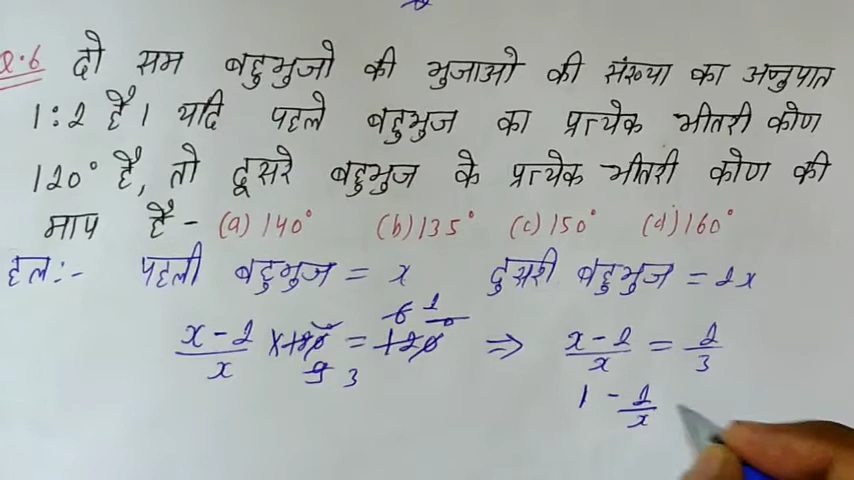 Q.6 दो सम बहुभुजो की भुजाओ की संख्या का अनुपात
1:2 है। यदि पहले बहुभुज का प्रत्येक भीतरी कोण
120° है, तो दूसरे बहुभुज के प्रत्येक भीतरी कोण की
माप है - (a) 140° (b) 135° (c) 150° (d) 160°
हल:- पहली बहुभुज = x दुसरी बहुभुज = 2x
x-2/x × 180 = 120 ⇒ x-2/x = 2/3
1 - 2/x